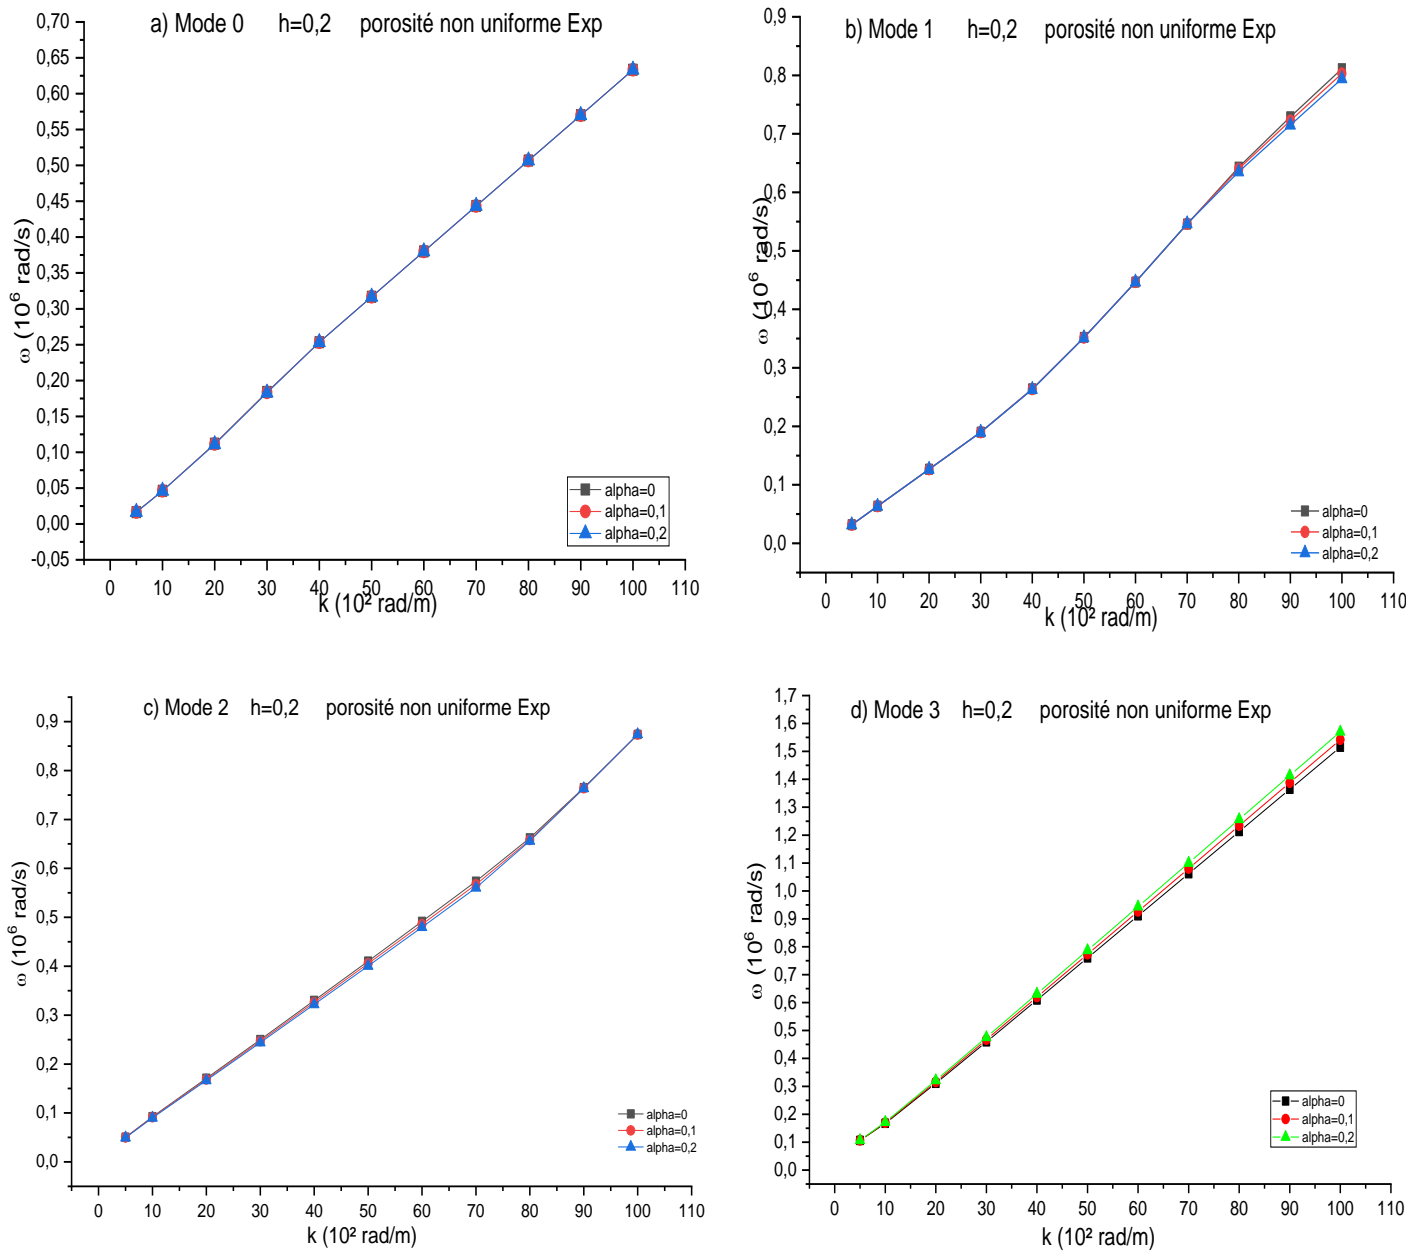 a) Mode 0 h=0,2 porosité non uniforme Exp
0,70
0,65
0,60
0,55
0,50
0,45
0,40
0,35
0,30
0,25
0,20
0,15
0,10
0,05
0,00
-0,05
ω (10⁶ rad/s)
alpha=0
alpha=0,1
alpha=0,2
0 10 20 30 40 50 60 70 80 90 100 110
k (10² rad/m)
b) Mode 1 h=0,2 porosité non uniforme Exp
0,9
0,8
0,7
0,6
0,5
0,4
0,3
0,2
0,1
0,0
ω (10⁶ rad/s)
alpha=0
alpha=0,1
alpha=0,2
0 10 20 30 40 50 60 70 80 90 100 110
k (10² rad/m)
c) Mode 2 h=0,2 porosité non uniforme Exp
0,9
0,8
0,7
0,6
0,5
0,4
0,3
0,2
0,1
0,0
ω (10⁶ rad/s)
alpha=0
alpha=0,1
alpha=0,2
0 10 20 30 40 50 60 70 80 90 100 110
k (10² rad/m)
d) Mode 3 h=0,2 porosité non uniforme Exp
1,7
1,6
1,5
1,4
1,3
1,2
1,1
1,0
0,9
0,8
0,7
0,6
0,5
0,4
0,3
0,2
0,1
0,0
ω (10⁶ rad/s)
alpha=0
alpha=0,1
alpha=0,2
0 10 20 30 40 50 60 70 80 90 100 110
k (10² rad/m)